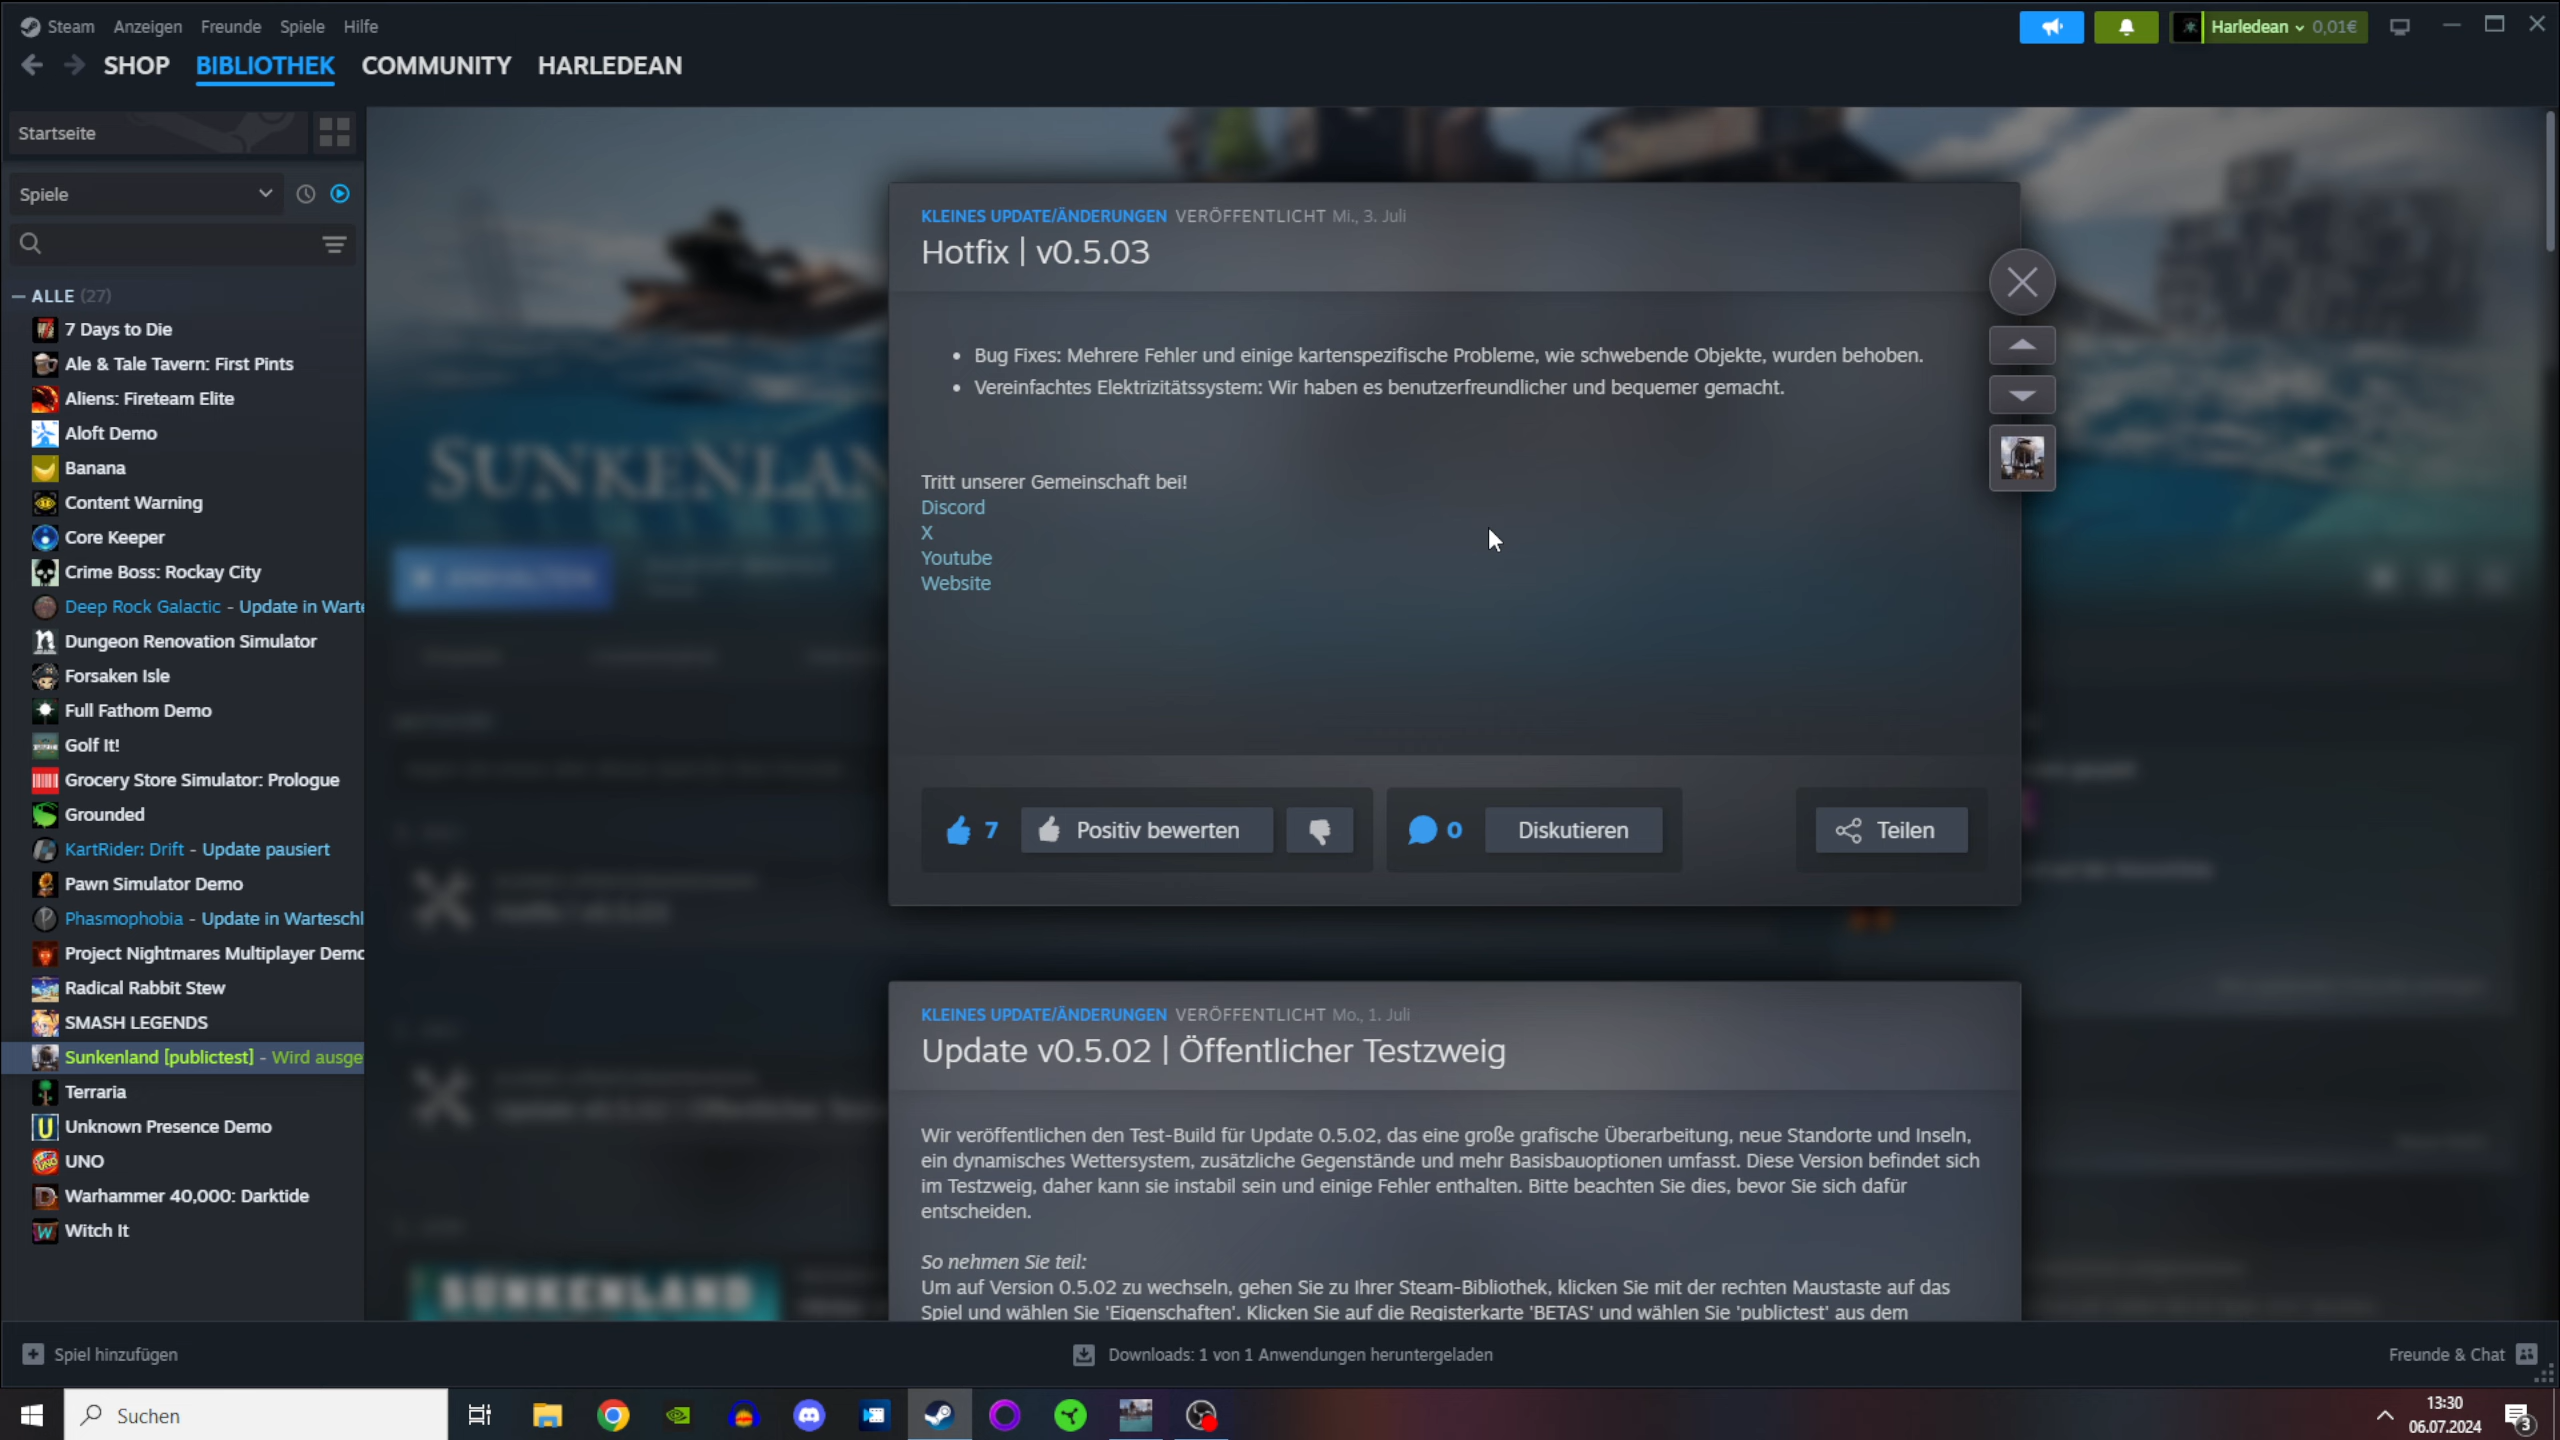 Steam Anzeigen Freunde Spiele Hilfe
Harledean 0,01€
SHOP BIBLIOTHEK COMMUNITY HARLEDEAN
Startseite
Spiele
ALLE (27)
7 Days to Die
Ale & Tale Tavern: First Pints
Aliens: Fireteam Elite
Aloft Demo
Banana
Content Warning
Core Keeper
Crime Boss: Rockay City
Deep Rock Galactic - Update in Warte
Dungeon Renovation Simulator
Forsaken Isle
Full Fathom Demo
Golf It!
Grocery Store Simulator: Prologue
Grounded
KartRider: Drift - Update pausiert
Pawn Simulator Demo
Phasmophobia - Update in Warteschl
Project Nightmares Multiplayer Demo
Radical Rabbit Stew
SMASH LEGENDS
Sunkenland [publictest] - Wird ausge
Terraria
Unknown Presence Demo
UNO
Warhammer 40,000: Darktide
Witch It
SUNKENLAN
KLEINES UPDATE/ÄNDERUNGEN VERÖFFENTLICHT Mi., 3. Juli
Hotfix | v0.5.03
• Bug Fixes: Mehrere Fehler und einige kartenspezifische Probleme, wie schwebende Objekte, wurden behoben.
• Vereinfachtes Elektrizitätssystem: Wir haben es benutzerfreundlicher und bequemer gemacht.
Tritt unserer Gemeinschaft bei!
Discord
X
Youtube
Website
7 Positiv bewerten 0 Diskutieren Teilen
KLEINES UPDATE/ÄNDERUNGEN VERÖFFENTLICHT Mo., 1. Juli
Update v0.5.02 | Öffentlicher Testzweig
Wir veröffentlichen den Test-Build für Update 0.5.02, das eine große grafische Überarbeitung, neue Standorte und Inseln,
ein dynamisches Wettersystem, zusätzliche Gegenstände und mehr Basisbauoptionen umfasst. Diese Version befindet sich
im Testzweig, daher kann sie instabil sein und einige Fehler enthalten. Bitte beachten Sie dies, bevor Sie sich dafür
entscheiden.
So nehmen Sie teil:
Um auf Version 0.5.02 zu wechseln, gehen Sie zu Ihrer Steam-Bibliothek, klicken Sie mit der rechten Maustaste auf das
Spiel und wählen Sie 'Eigenschaften'. Klicken Sie auf die Registerkarte 'BETAS' und wählen Sie 'publictest' aus dem
SUNKENLAND
Spiel hinzufügen
Downloads: 1 von 1 Anwendungen heruntergeladen
Freunde & Chat
Suchen
13:30
06.07.2024
3